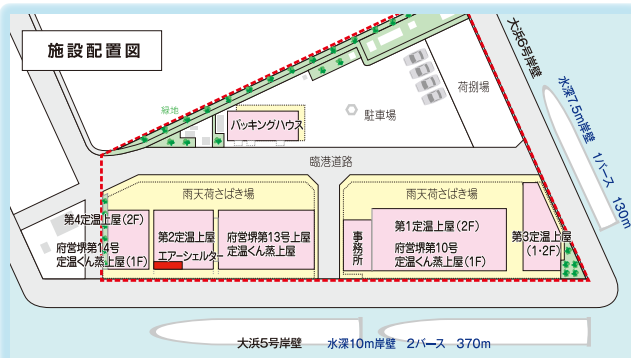 施設配置図
大浜6号岸壁
水深7.5m岸壁 1バース 130m
荷捌場
駐車場
緑地
パッキングハウス
臨港道路
雨天荷さばき場
雨天荷さばき場
第4定温上屋(2F)
府営堺第14号
定温くん蒸上屋(1F)
第2定温上屋
エアーシェルター
府営堺第13号上屋
定温くん蒸上屋
事務所
第1定温上屋(2F)
府営堺第10号
定温くん蒸上屋(1F)
第3定温上屋
(1・2F)
大浜5号岸壁 水深10m岸壁 2バース 370m